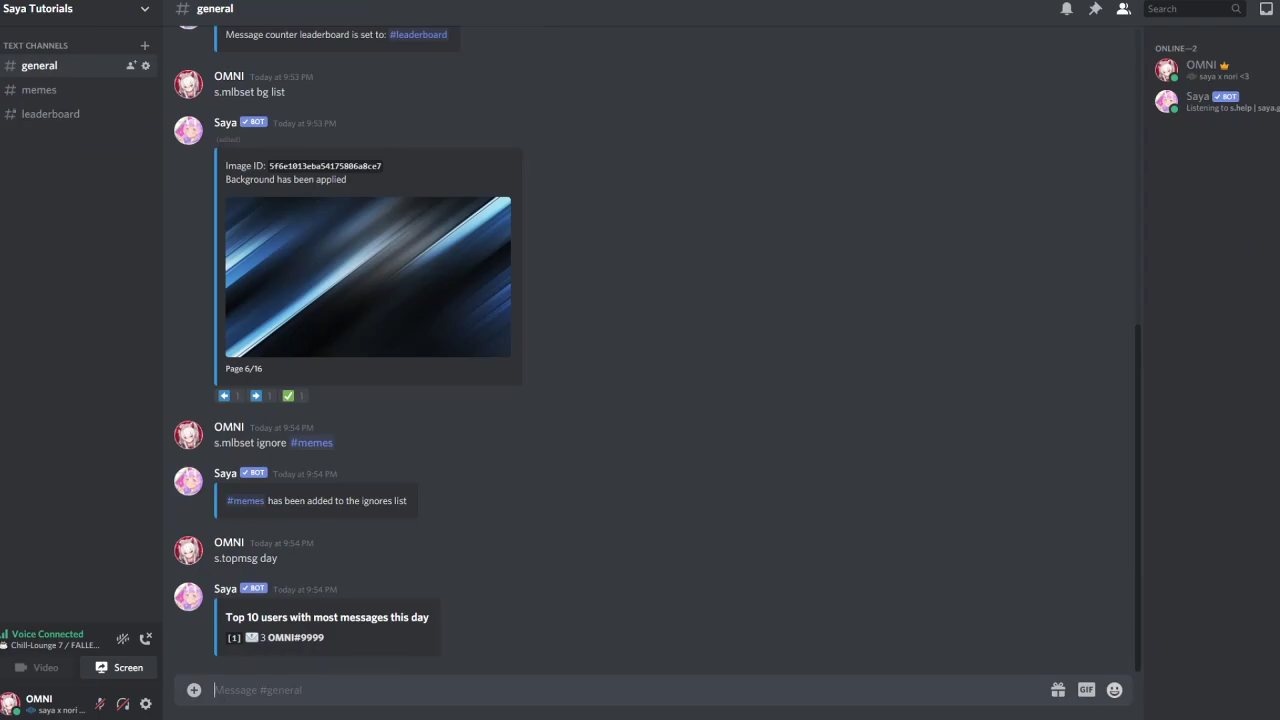 Saya Tutorials
general
Search
TEXT CHANNELS
general
memes
leaderboard
Message counter leaderboard is set to: #leaderboard
OMNI Today at 9:53 PM
s.mlbset bg list
Saya BOT Today at 9:53 PM
(edited)
Image ID: 5f6e1013eba54175806a8ce7
Background has been applied
Page 6/16
1 1 1
OMNI Today at 9:54 PM
s.mlbset ignore #memes
Saya BOT Today at 9:54 PM
#memes has been added to the ignores list
OMNI Today at 9:54 PM
s.topmsg day
Saya BOT Today at 9:54 PM
Top 10 users with most messages this day
[1] 3 OMNI#9999
Message #general
GIF
ONLINE—2
OMNI
saya x nori <3
Saya BOT
Listening to s.help | saya.g
Voice Connected
Chill-Lounge 7 / FALLE...
Video Screen
OMNI
saya x nori ...